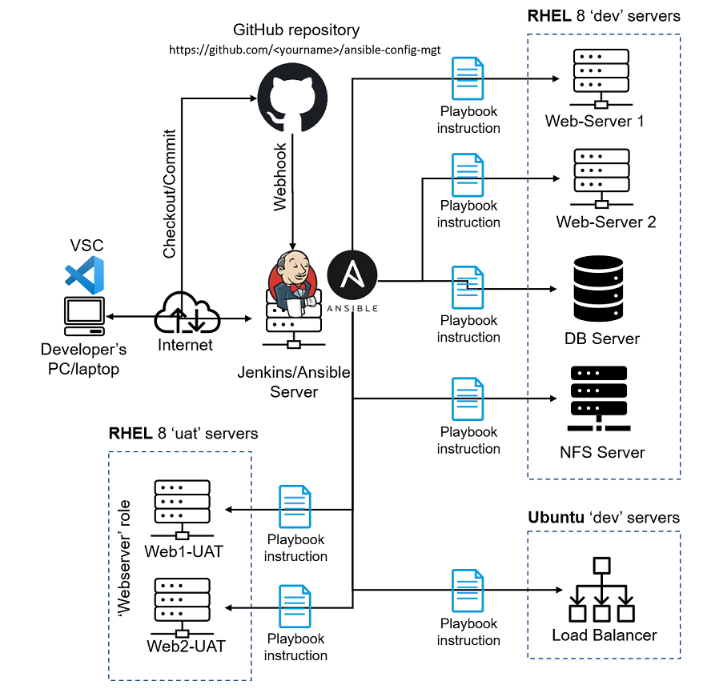 GitHub repository
https://github.com/<yourname>/ansible-config-mgt
RHEL 8 ‘dev’ servers
Playbook
instruction
Web-Server 1
Checkout/Commit
Webhook
Playbook
instruction
Web-Server 2
VSC
ANSIBLE
Playbook
instruction
DB Server
Developer’s
PC/laptop
Internet
Jenkins/Ansible
Server
Playbook
instruction
NFS Server
RHEL 8 ‘uat’ servers
‘Webserver’ role
Web1-UAT
Playbook
instruction
Web2-UAT
Playbook
instruction
Ubuntu ‘dev’ servers
Playbook
instruction
Load Balancer